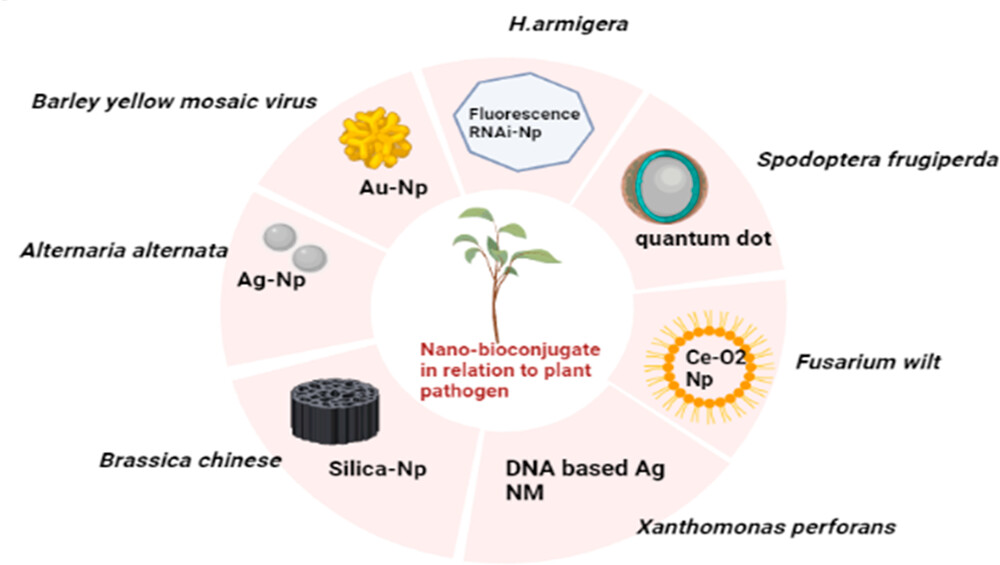 H.armigera
Barley yellow mosaic virus
Fluorescence
RNAi-Np
Spodoptera frugiperda
Au-Np
quantum dot
Alternaria alternata
Ag-Np
Nano-bioconjugate
in relation to plant
pathogen
Ce-O2
Np
Fusarium wilt
Brassica chinese
Silica-Np
DNA based Ag
NM
Xanthomonas perforans